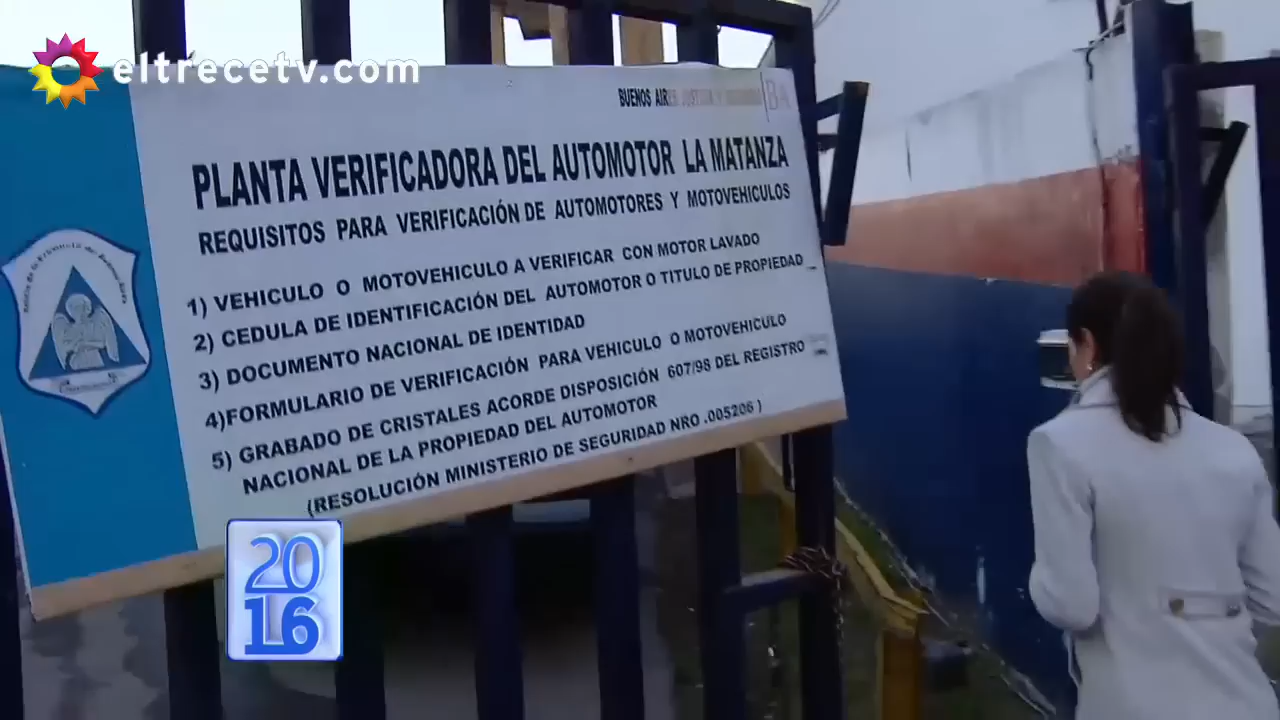 eltrecetv.com
BUENOS AIRES
BA
PLANTA VERIFICADORA DEL AUTOMOTOR LA MATANZA
REQUISITOS PARA VERIFICACIÓN DE AUTOMOTORES Y MOTOVEHICULOS
1) VEHICULO O MOTOVEHICULO A VERIFICAR CON MOTOR LAVADO
2) CEDULA DE IDENTIFICACIÓN DEL AUTOMOTOR O TITULO DE PROPIEDAD
3) DOCUMENTO NACIONAL DE IDENTIDAD
4)FORMULARIO DE VERIFICACIÓN PARA VEHICULO O MOTOVEHICULO
5) GRABADO DE CRISTALES ACORDE DISPOSICIÓN 607/98 DEL REGISTRO
NACIONAL DE LA PROPIEDAD DEL AUTOMOTOR
(RESOLUCIÓN MINISTERIO DE SEGURIDAD NRO .005206 )
20
16